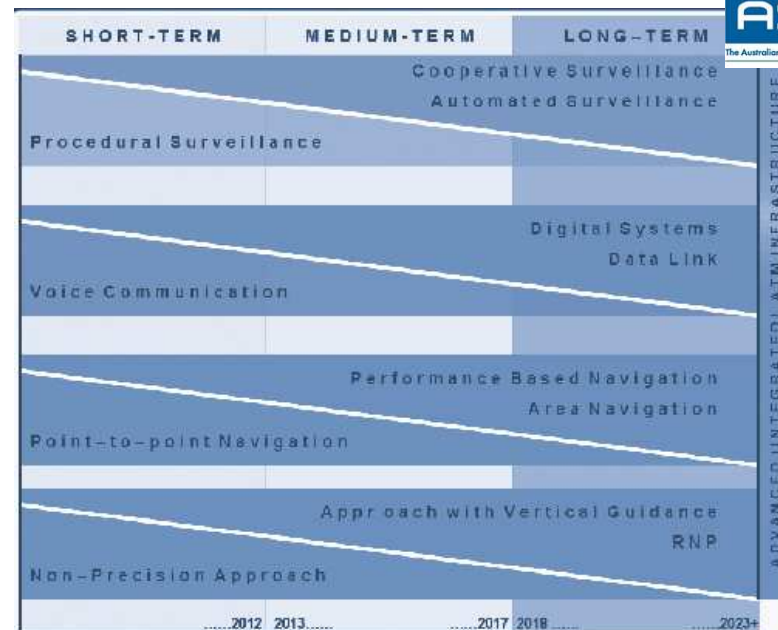 SHORT-TERM MEDIUM-TERM LONG-TERM
The Australian
Cooperative Surveillance
Automated Surveillance
Procedural Surveillance
Digital Systems
Data Link
Voice Communication
Performance Based Navigation
Area Navigation
Point-to-point Navigation
Approach with Vertical Guidance
RNP
Non-Precision Approach
......2012 2013...... ......2017 2018...... ......2023+
ADVANCED (INTEGRATED) ATM INFRASTRUCTURE